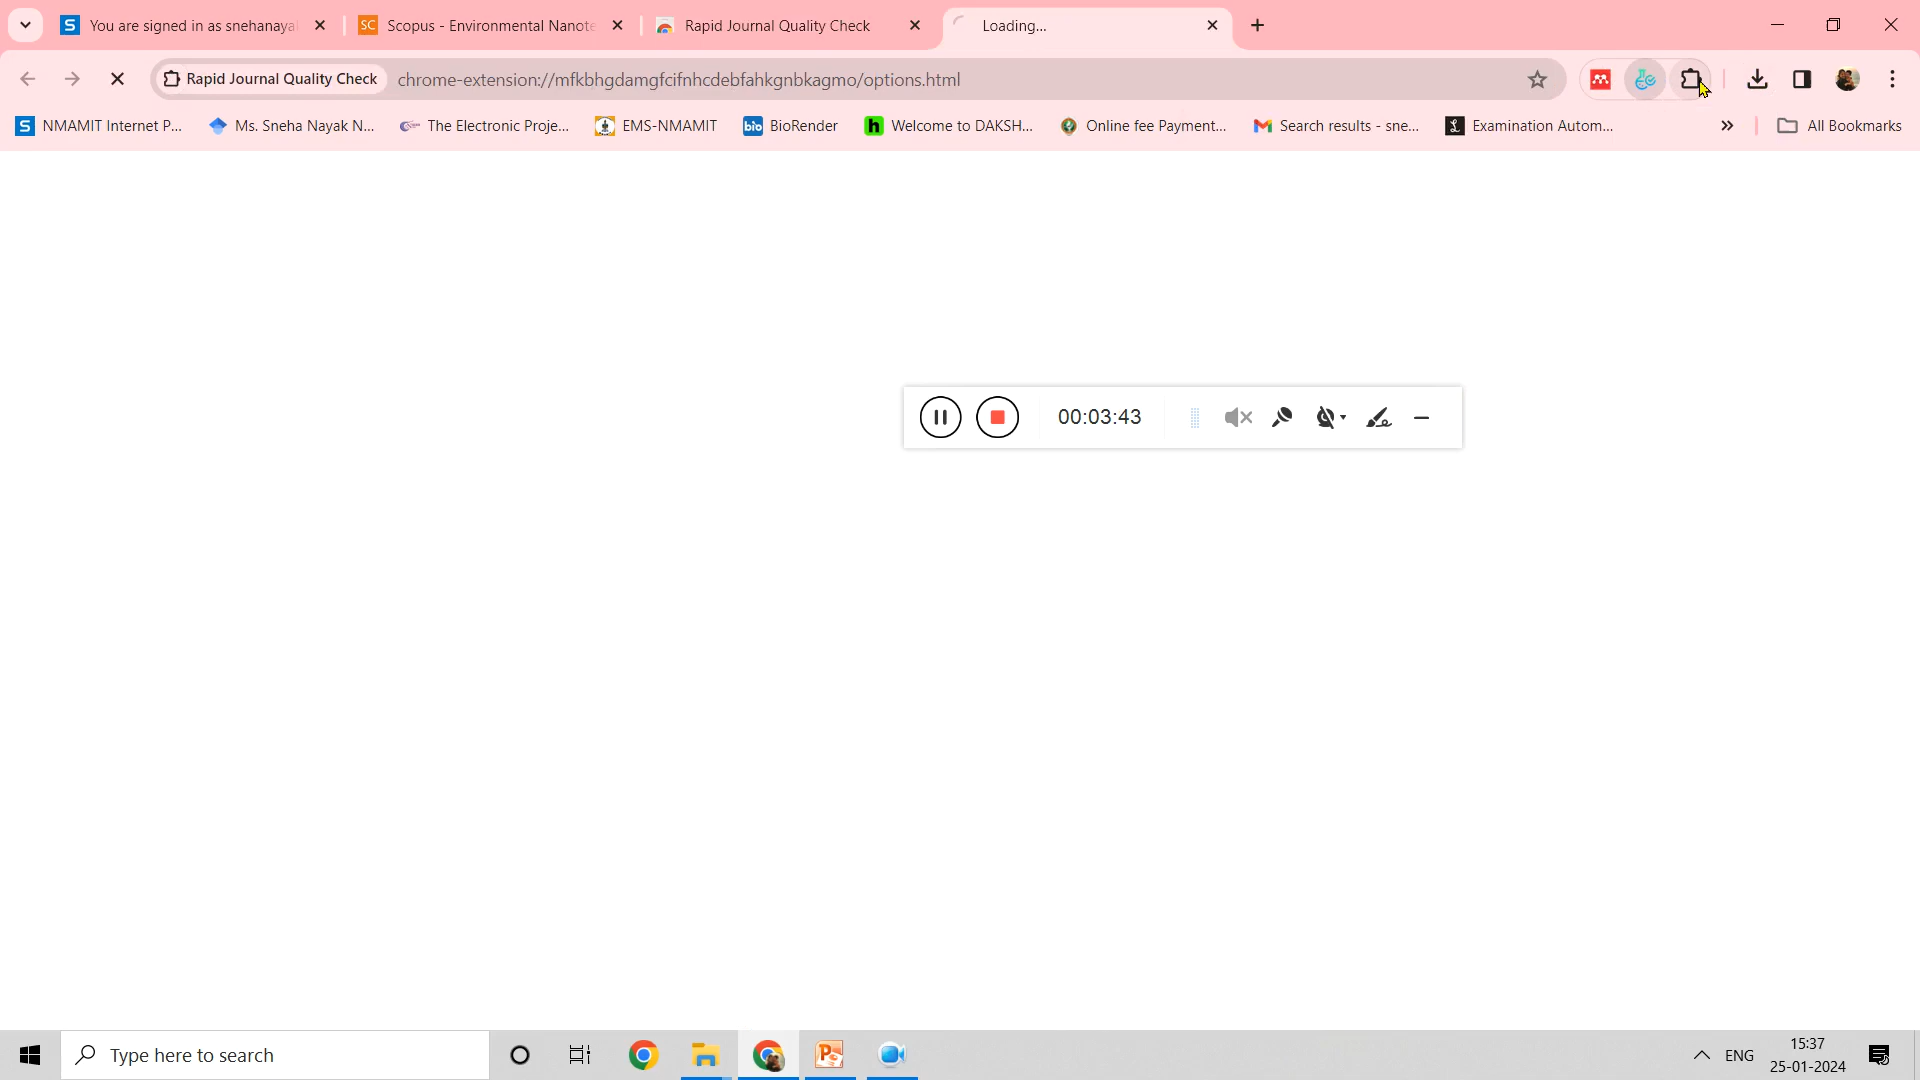 You are signed in as snehanaya
Scopus - Environmental Nanote
Rapid Journal Quality Check
Loading...
Rapid Journal Quality Check
chrome-extension://mfkbhgdamgfcifnhcdebfahkgnbkagmo/options.html
NMAMIT Internet P...
Ms. Sneha Nayak N...
The Electronic Proje...
EMS-NMAMIT
bio BioRender
h Welcome to DAKSH...
Online fee Payment...
Search results - sne...
Examination Autom...
All Bookmarks
00:03:43
Type here to search
ENG
15:37
25-01-2024